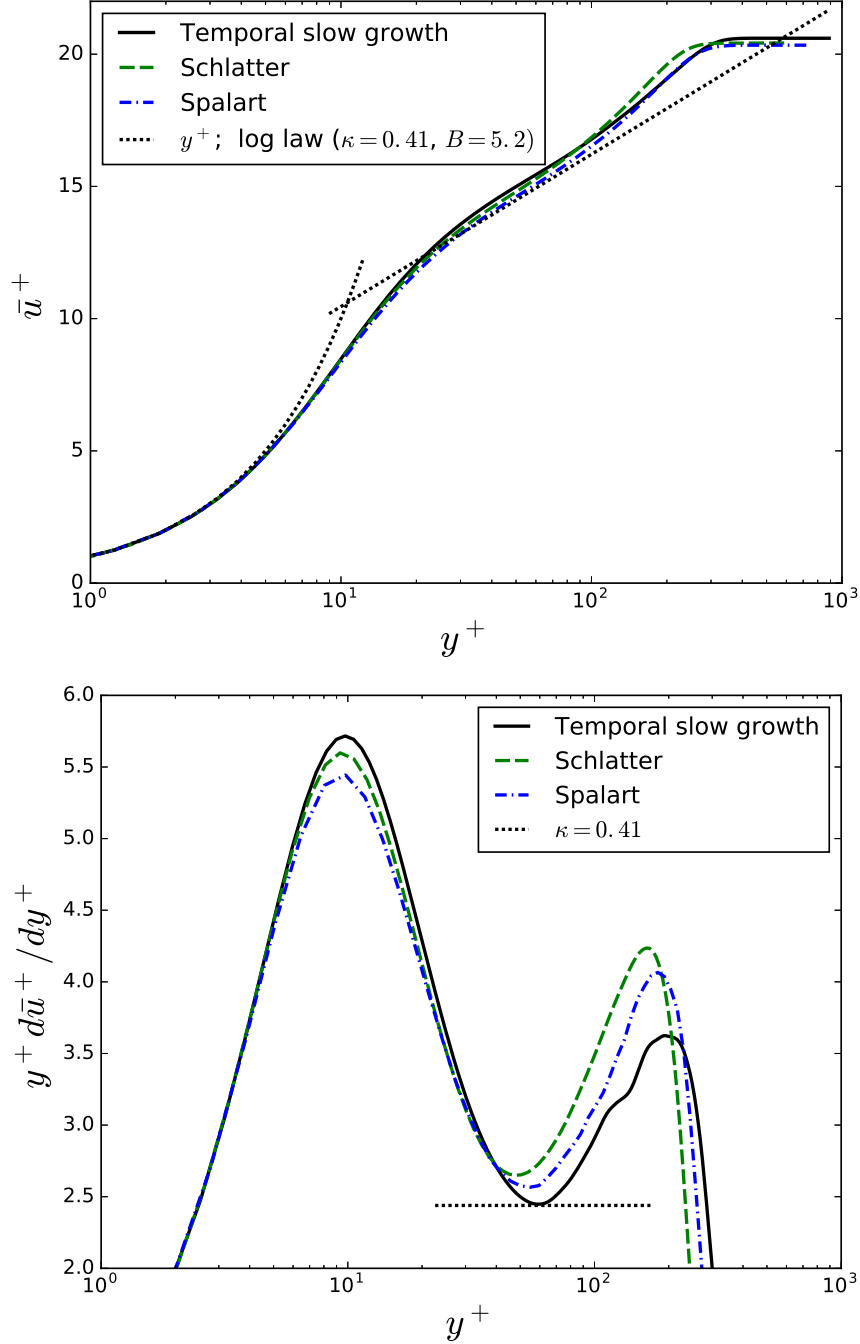 20
15
10
5
0
ū⁺
Temporal slow growth
Schlatter
Spalart
y⁺; log law (κ=0.41, B=5.2)
10⁰ 10¹ 10² 10³
y⁺
6.0
5.5
5.0
4.5
4.0
3.5
3.0
2.5
2.0
y⁺ dū⁺/dy⁺
Temporal slow growth
Schlatter
Spalart
κ=0.41
10⁰ 10¹ 10² 10³
y⁺